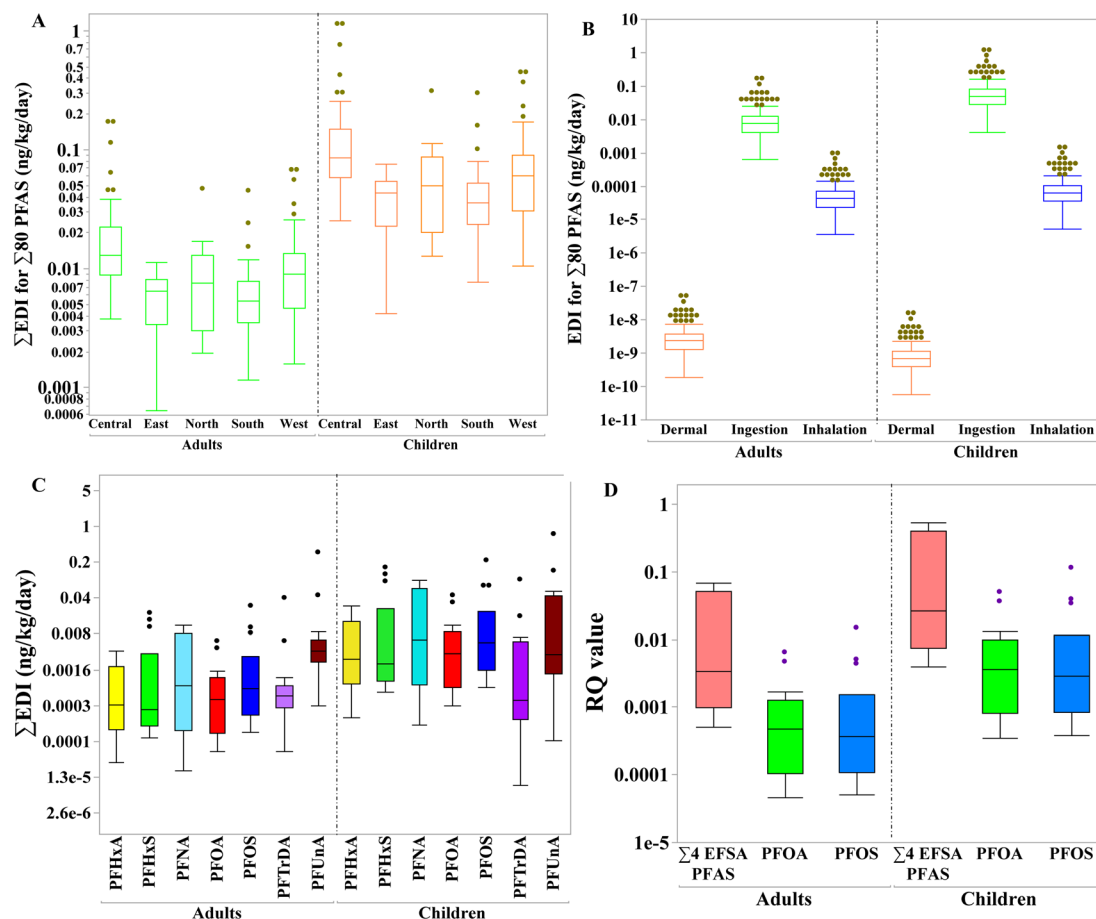 A
∑EDI for ∑80 PFAS (ng/kg/day)
1
0.7
0.5
0.4
0.3
0.2
0.1
0.07
0.05
0.04
0.03
0.02
0.01
0.007
0.005
0.003
0.002
0.001
0.0006
Central East North South West Central East North South West
Adults Children
B
EDI for ∑80 PFAS (ng/kg/day)
10
1
0.1
0.01
0.001
0.0001
1e-5
1e-6
1e-7
1e-8
1e-9
1e-10
1e-11
Dermal Ingestion Inhalation Dermal Ingestion Inhalation
Adults Children
C
∑EDI (ng/kg/day)
5
1
0.2
0.04
0.008
0.0016
0.0003
0.0001
1.3e-5
2.6e-6
PFHxA PFHxS PFNA PFOA PFOS PFTrDA PFUnA PFHxA PFHxS PFNA PFOA PFOS PFTrDA PFUnA
Adults Children
D
RQ value
1
0.1
0.01
0.001
0.0001
1e-5
∑4 EFSA PFOA PFOS ∑4 EFSA PFOA PFOS
PFAS PFAS
Adults Children